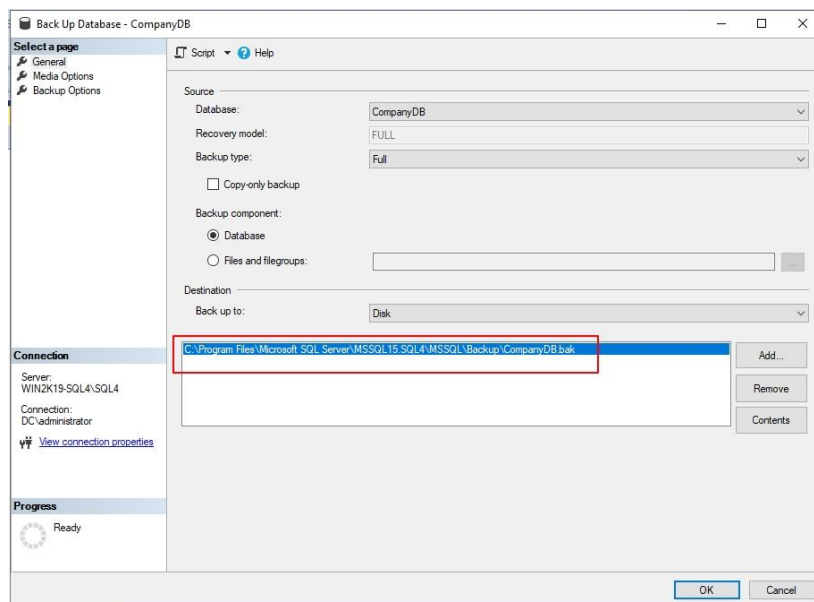 Back Up Database - CompanyDB
Select a page
General
Media Options
Backup Options
Script
Help
Source
Database:
CompanyDB
Recovery model:
FULL
Backup type:
Full
Copy-only backup
Backup component:
Database
Files and filegroups:
...
Destination
Back up to:
Disk
C:\Program Files\Microsoft SQL Server\MSSQL15.SQL4\MSSQL\Backup\CompanyDB.bak
Add...
Remove
Contents
Connection
Server:
WIN2K19-SQL4\SQL4
Connection:
DC\administrator
View connection properties
Progress
Ready
OK
Cancel